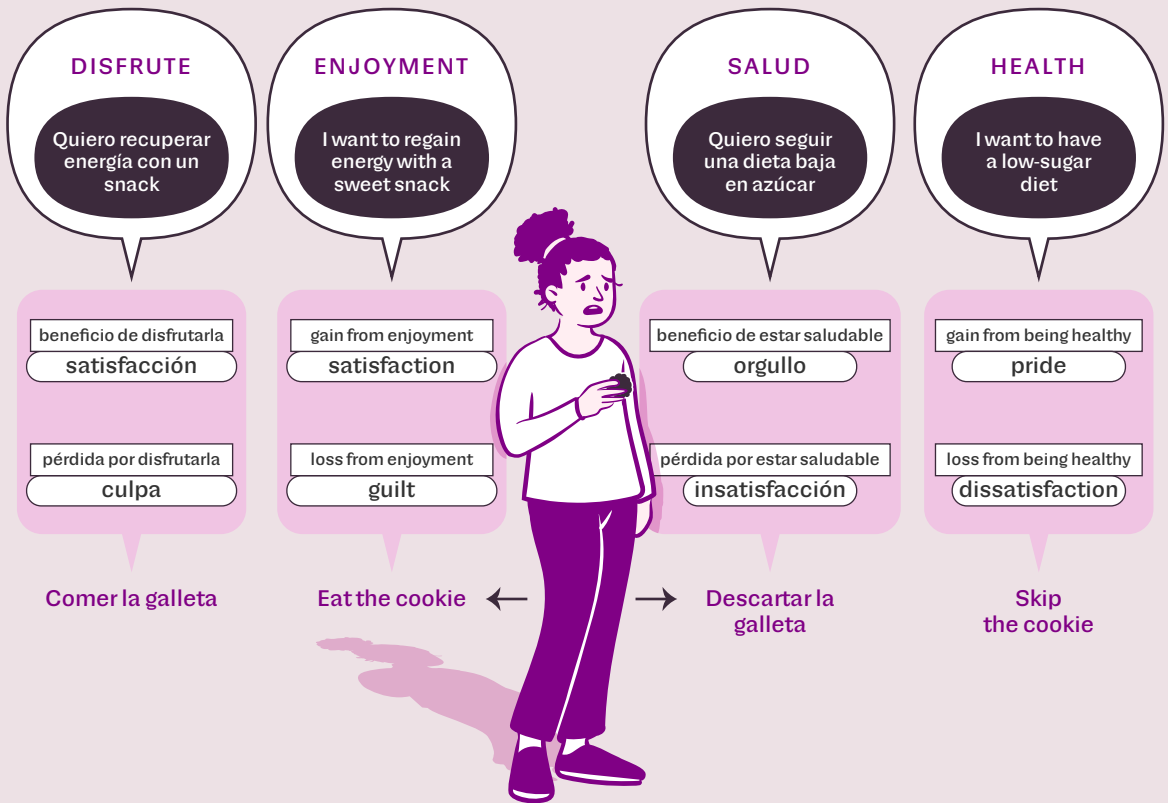 DISFRUTE
Quiero recuperar
energía con un
snack
beneficio de disfrutarla
satisfacción
pérdida por disfrutarla
culpa
Comer la galleta
ENJOYMENT
I want to regain
energy with a
sweet snack
gain from enjoyment
satisfaction
loss from enjoyment
guilt
Eat the cookie
SALUD
Quiero seguir
una dieta baja
en azúcar
beneficio de estar saludable
orgullo
pérdida por estar saludable
insatisfacción
Descartar la
galleta
HEALTH
I want to have
a low-sugar
diet
gain from being healthy
pride
loss from being healthy
dissatisfaction
Skip
the cookie